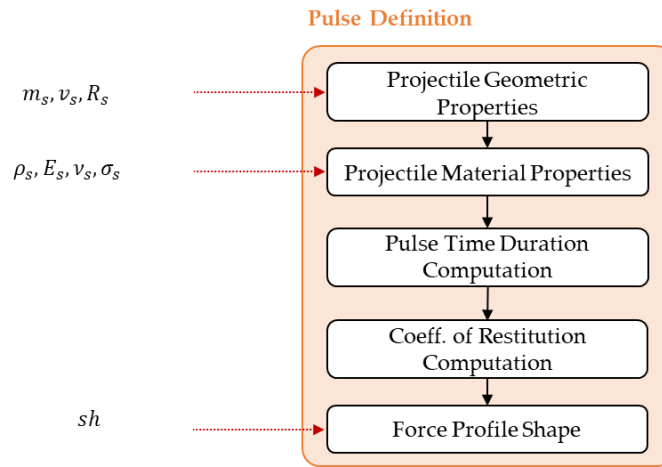 Pulse Definition
Projectile Geometric
Properties
m_s, v_s, R_s
Projectile Material Properties
ρ_s, E_s, ν_s, σ_s
Pulse Time Duration
Computation
Coeff. of Restitution
Computation
sh
Force Profile Shape